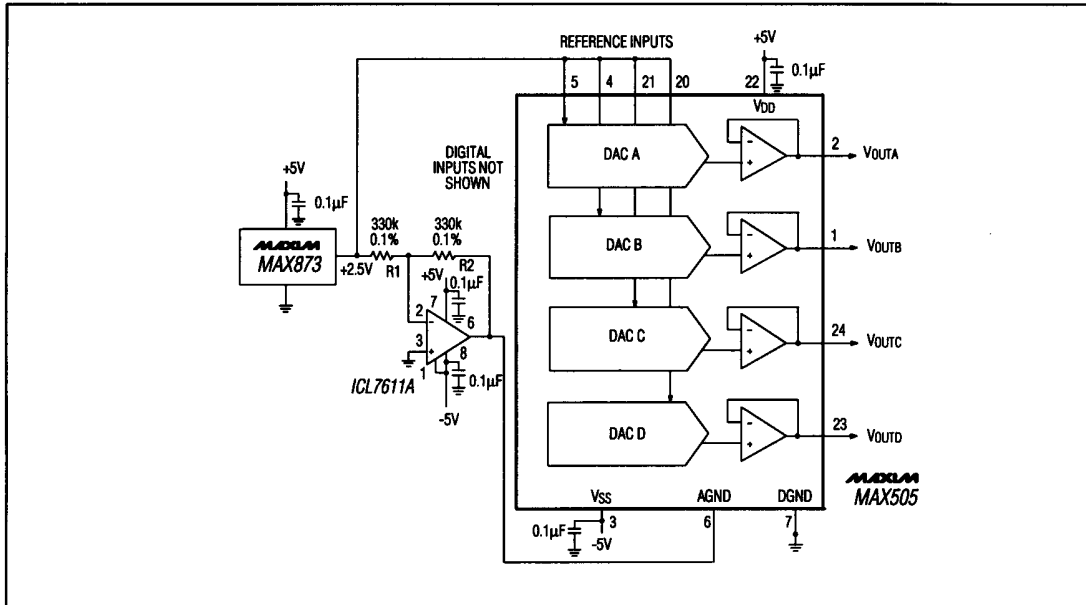 REFERENCE INPUTS
+5V
0.1µF
5
4
21
20
22
VDD
DIGITAL
INPUTS NOT
SHOWN
DAC A
-
+
2
VOUTA
+5V
0.1µF
MAXIM
MAX873
+2.5V
330k
0.1%
R1
330k
0.1%
R2
+5V
0.1µF
7
2
-
6
3
+
8
1
0.1µF
ICL7611A
-5V
DAC B
-
+
1
VOUTB
DAC C
-
+
24
VOUTC
DAC D
-
+
23
VOUTD
MAXIM
MAX505
VSS
AGND
DGND
0.1µF
3
-5V
6
7